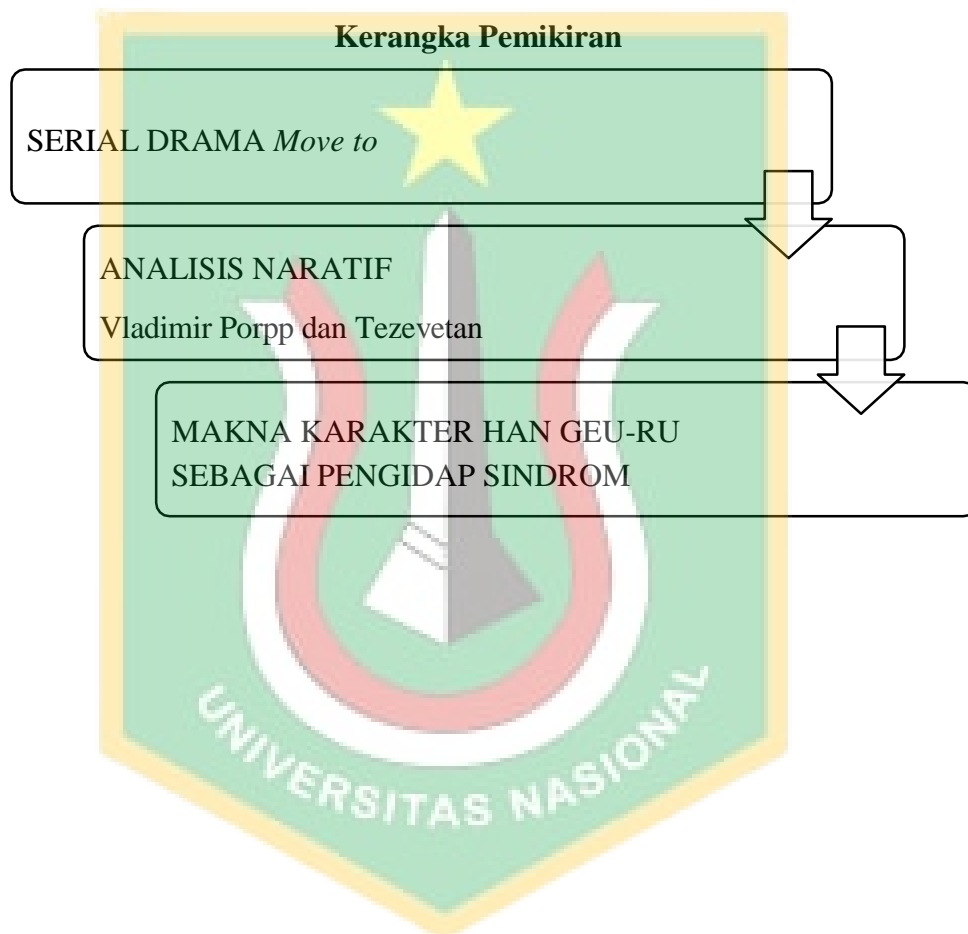 Kerangka Pemikiran
SERIAL DRAMA Move to
ANALISIS NARATIF
Vladimir Porpp dan Tezevetan
MAKNA KARAKTER HAN GEU-RU
SEBAGAI PENGIDAP SINDROM
UNIVERSITAS NASIONAL